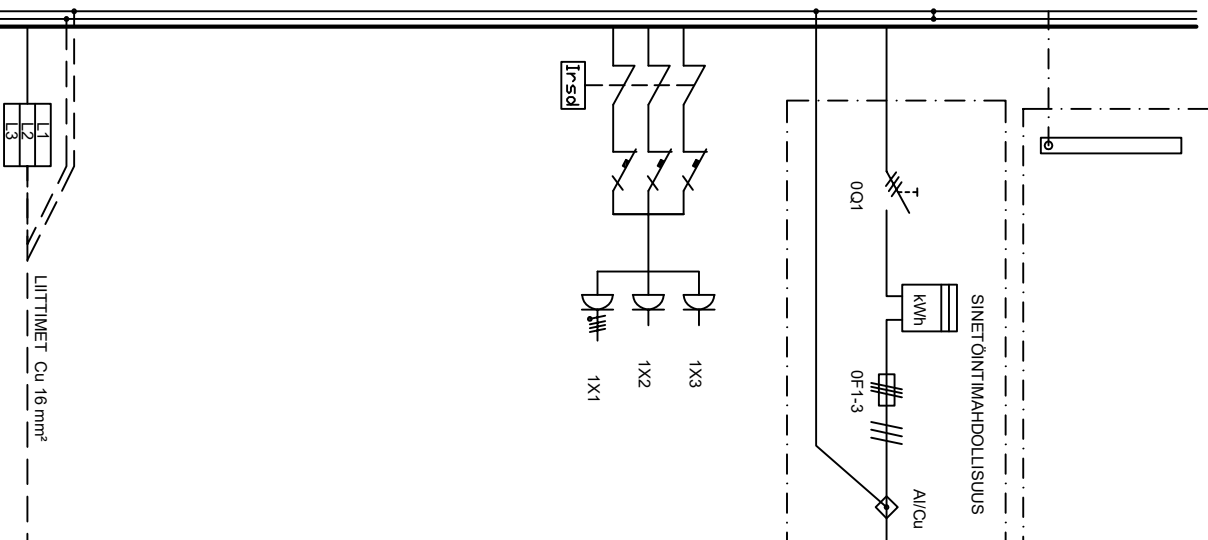 L1
L2
L3
LIITTIMET Cu 16 mm²
Irsd
1X1
1X2
1X3
0Q1
kWh
0F1-3
SINETÖINTIMAHDOLLISUUS
Al/Cu